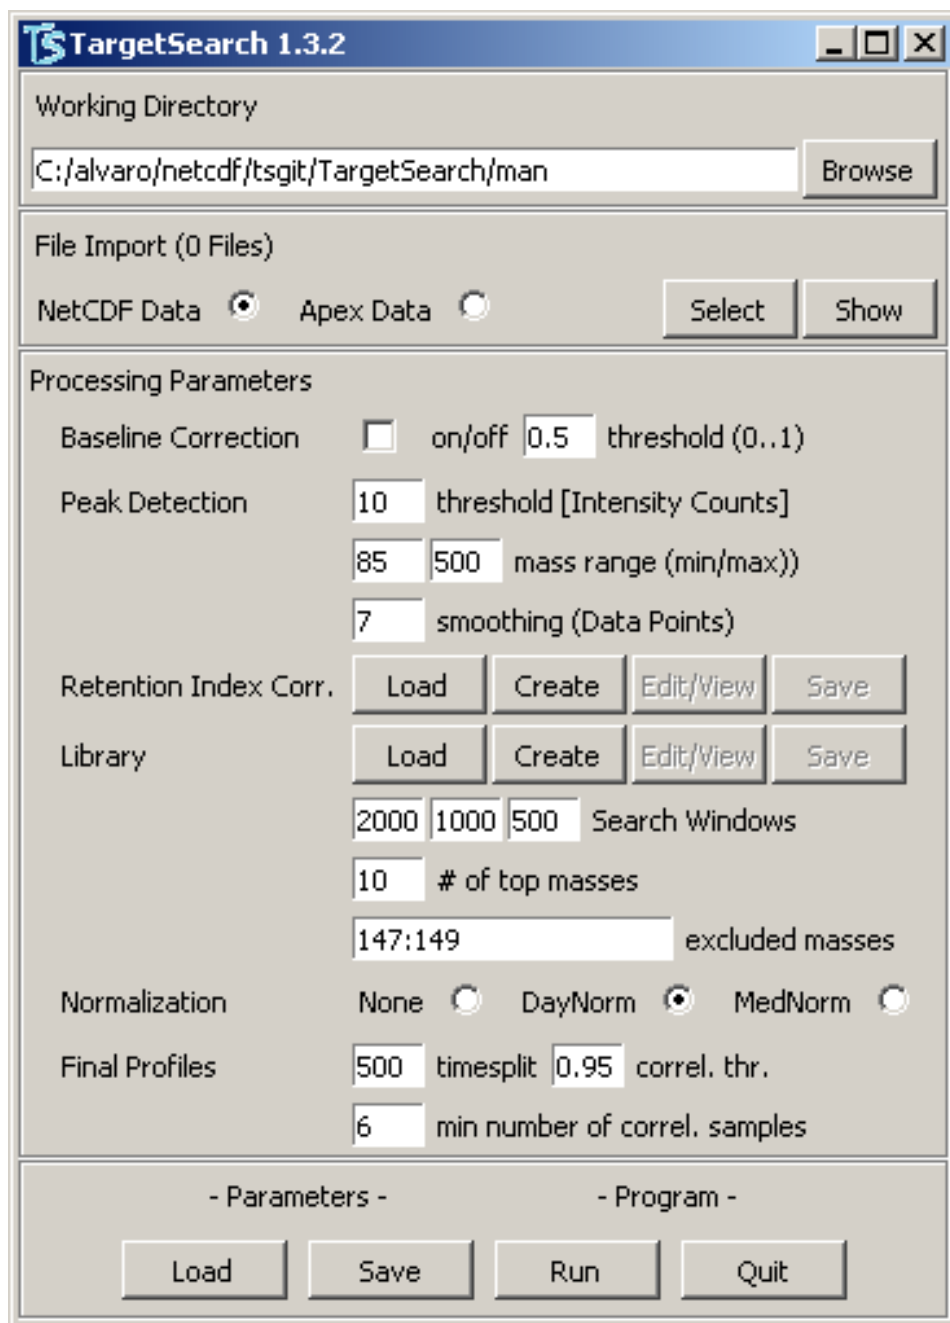 TS TargetSearch 1.3.2
Working Directory
C:/alvaro/netcdf/tsgit/TargetSearch/man Browse
File Import (0 Files)
NetCDF Data Apex Data Select Show
Processing Parameters
Baseline Correction on/off 0.5 threshold (0..1)
Peak Detection 10 threshold [Intensity Counts]
85 500 mass range (min/max))
7 smoothing (Data Points)
Retention Index Corr. Load Create Edit/View Save
Library Load Create Edit/View Save
2000 1000 500 Search Windows
10 # of top masses
147:149 excluded masses
Normalization None DayNorm MedNorm
Final Profiles 500 timesplit 0.95 correl. thr.
6 min number of correl. samples
- Parameters - - Program -
Load Save Run Quit